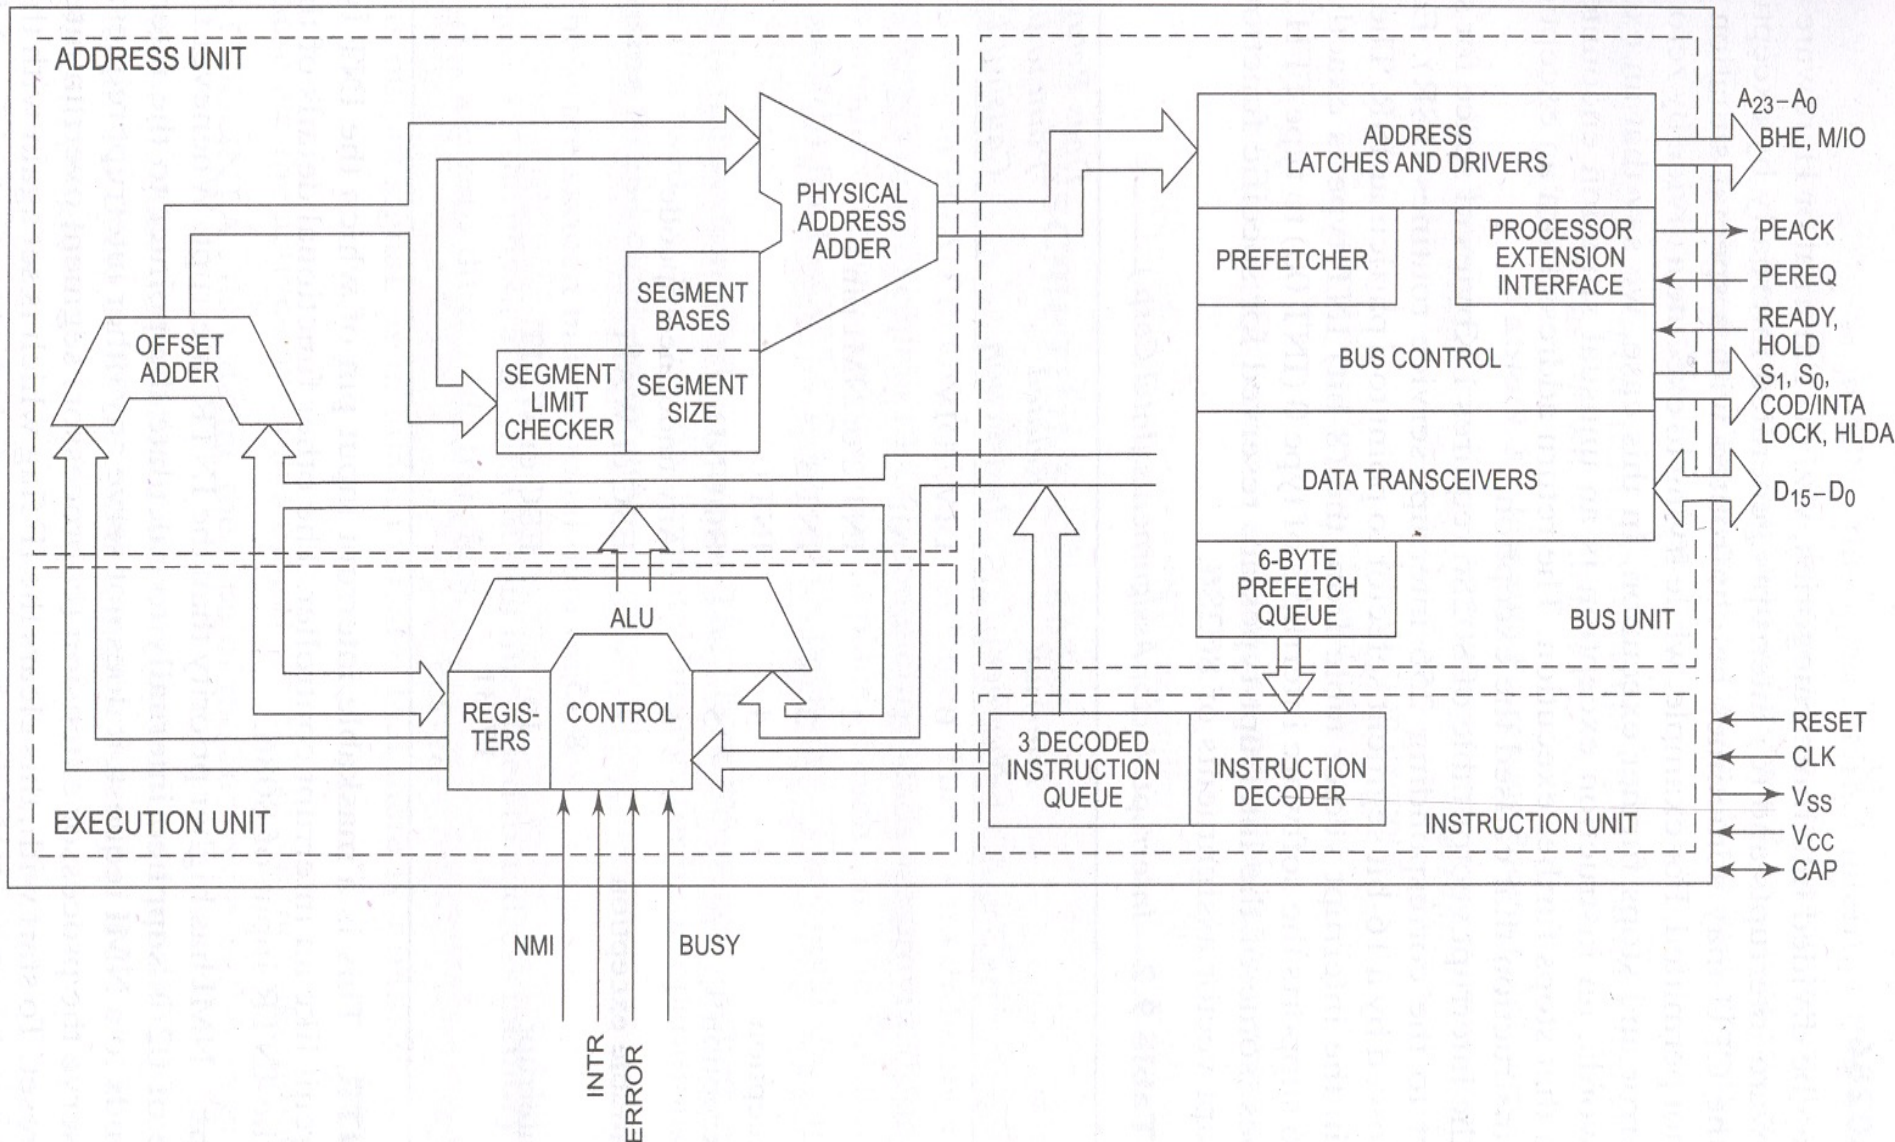 ADDRESS UNIT
OFFSET
ADDER
PHYSICAL
ADDRESS
ADDER
SEGMENT
BASES
SEGMENT
LIMIT
CHECKER
SEGMENT
SIZE
ADDRESS
LATCHES AND DRIVERS
PREFETCHER
PROCESSOR
EXTENSION
INTERFACE
BUS CONTROL
DATA TRANSCEIVERS
6-BYTE
PREFETCH
QUEUE
BUS UNIT
A23–A0
BHE, M/IO
PEACK
PEREQ
READY,
HOLD
S1, S0,
COD/INTA
LOCK, HLDA
D15–D0
ALU
REGIS-
TERS
CONTROL
EXECUTION UNIT
3 DECODED
INSTRUCTION
QUEUE
INSTRUCTION
DECODER
INSTRUCTION UNIT
RESET
CLK
VSS
VCC
CAP
NMI
INTR
ERROR
BUSY